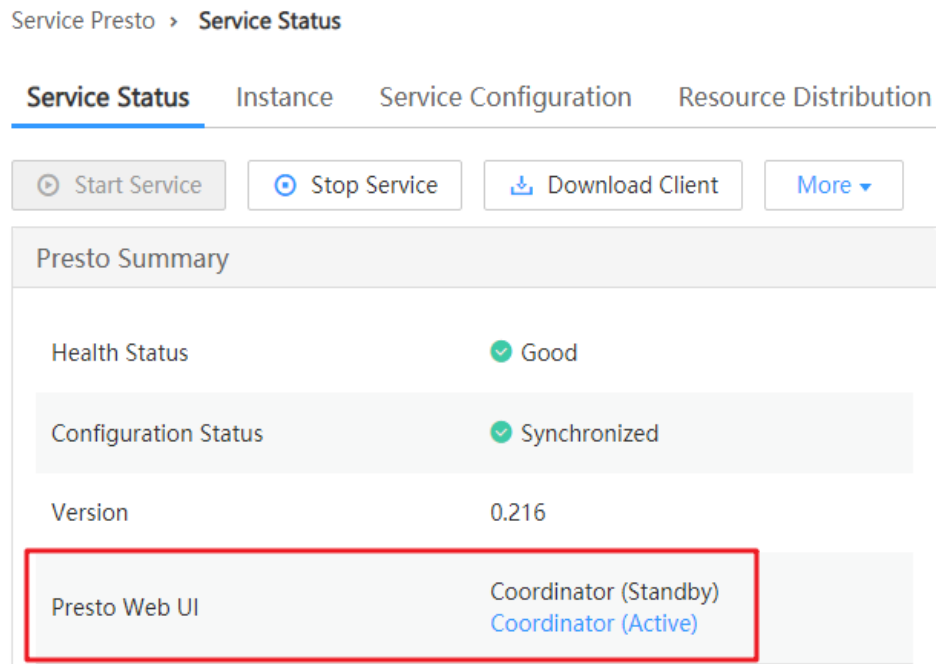 Service Presto > Service Status
Service Status Instance Service Configuration Resource Distribution
Start Service Stop Service Download Client More
Presto Summary
Health Status Good
Configuration Status Synchronized
Version 0.216
Presto Web UI Coordinator (Standby)
Coordinator (Active)